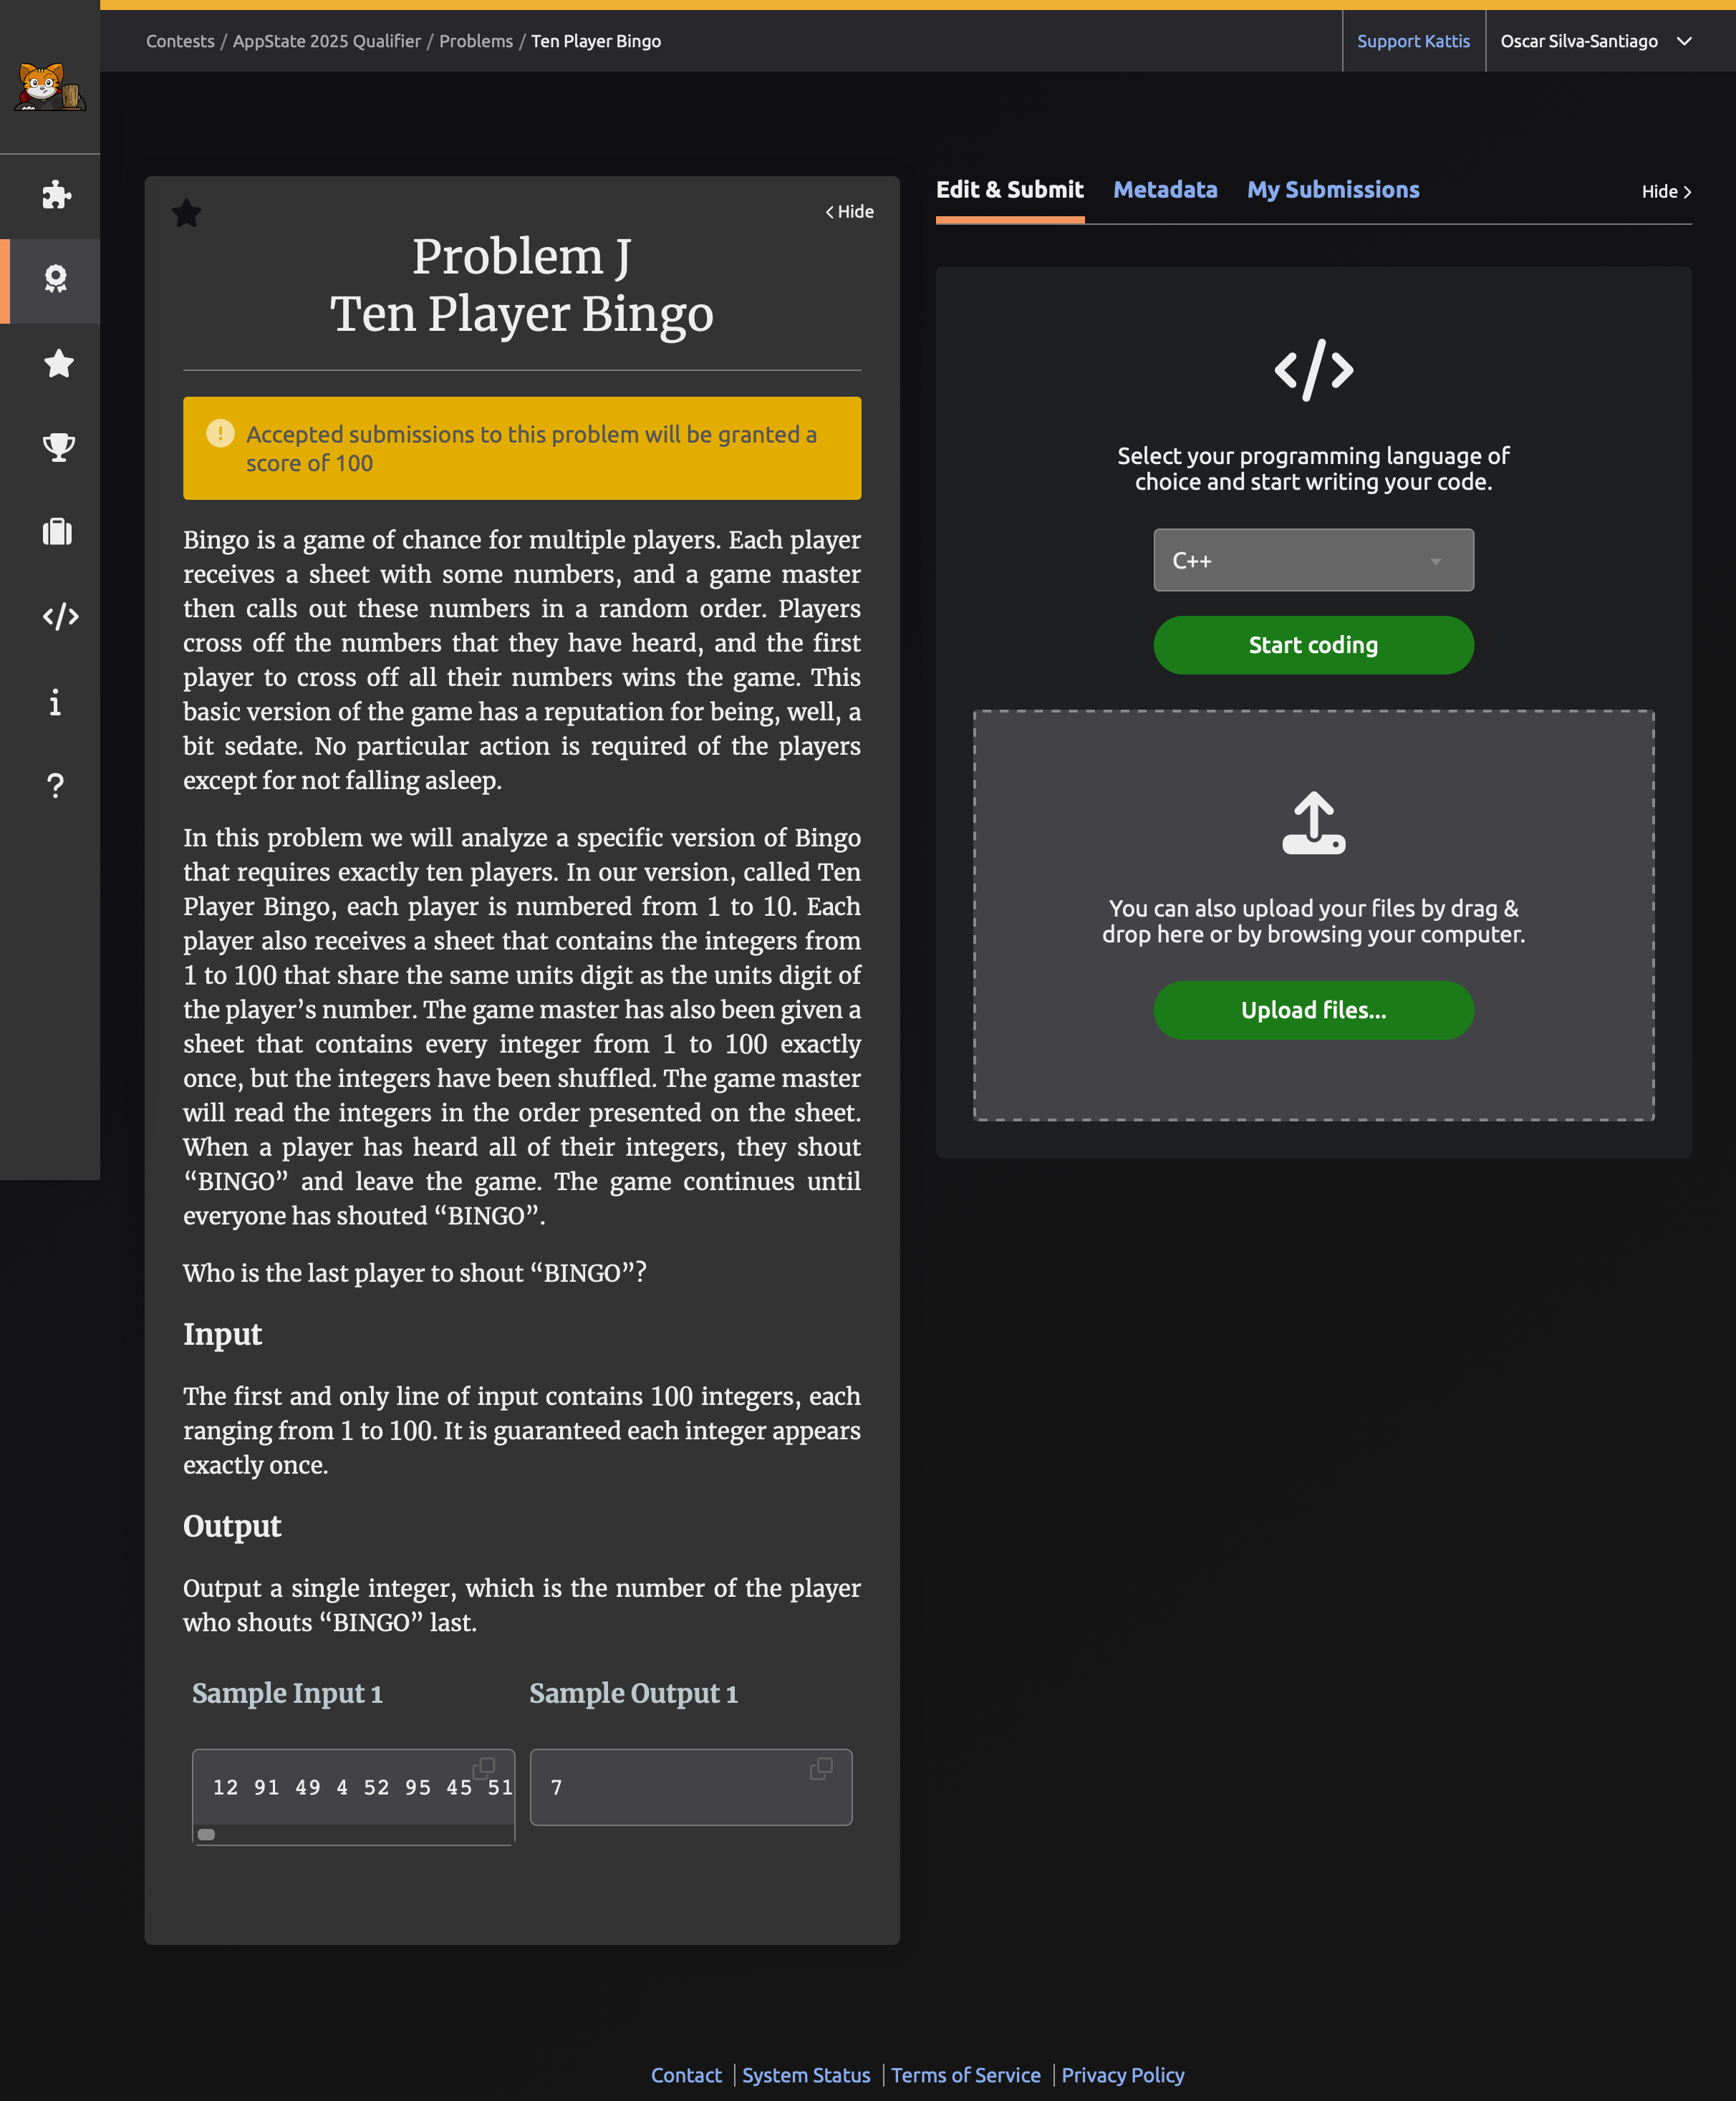 Contests / AppState 2025 Qualifier / Problems / Ten Player Bingo
Support Kattis
Oscar Silva-Santiago
Hide
Problem J
Ten Player Bingo
Accepted submissions to this problem will be granted a
score of 100
Bingo is a game of chance for multiple players. Each player
receives a sheet with some numbers, and a game master
then calls out these numbers in a random order. Players
cross off the numbers that they have heard, and the first
player to cross off all their numbers wins the game. This
basic version of the game has a reputation for being, well, a
bit sedate. No particular action is required of the players
except for not falling asleep.
In this problem we will analyze a specific version of Bingo
that requires exactly ten players. In our version, called Ten
Player Bingo, each player is numbered from 1 to 10. Each
player also receives a sheet that contains the integers from
1 to 100 that share the same units digit as the units digit of
the player’s number. The game master has also been given a
sheet that contains every integer from 1 to 100 exactly
once, but the integers have been shuffled. The game master
will read the integers in the order presented on the sheet.
When a player has heard all of their integers, they shout
“BINGO” and leave the game. The game continues until
everyone has shouted “BINGO”.
Who is the last player to shout “BINGO”?
Input
The first and only line of input contains 100 integers, each
ranging from 1 to 100. It is guaranteed each integer appears
exactly once.
Output
Output a single integer, which is the number of the player
who shouts “BINGO” last.
Sample Input 1
Sample Output 1
12 91 49 4 52 95 45 51
7
Edit & Submit
Metadata
My Submissions
Hide
</>
Select your programming language of
choice and start writing your code.
C++
Start coding
You can also upload your files by drag &
drop here or by browsing your computer.
Upload files...
Contact | System Status | Terms of Service | Privacy Policy